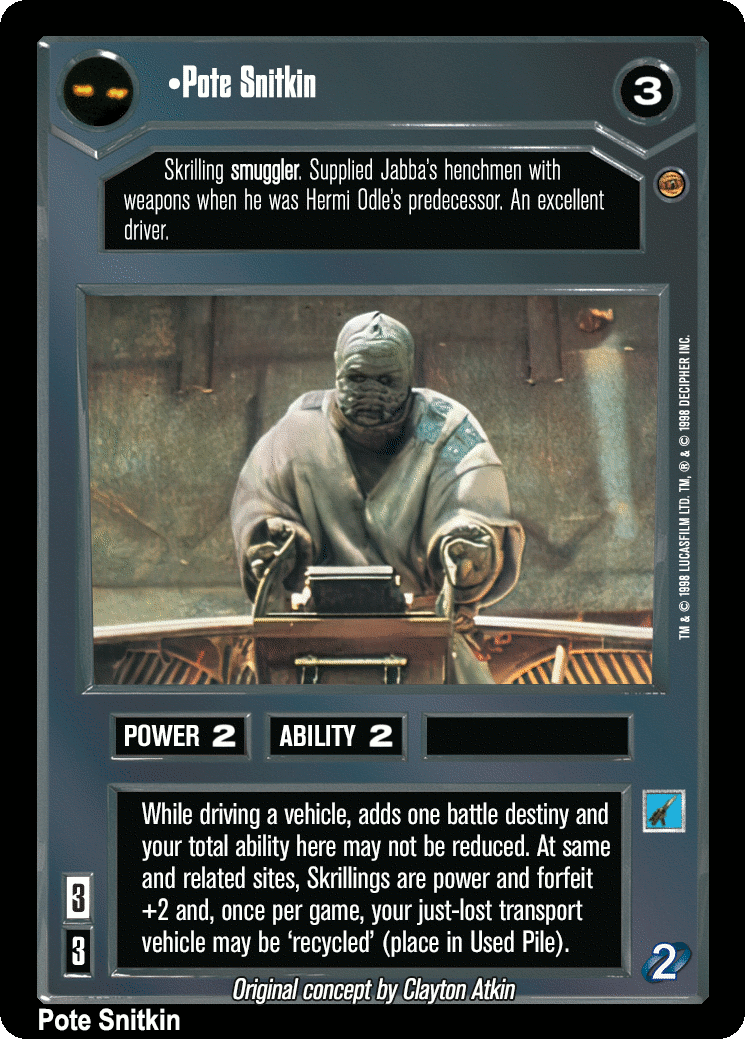 •Pote Snitkin
3
Skrilling smuggler. Supplied Jabba's henchmen with
weapons when he was Hermi Odle's predecessor. An excellent
driver.
TM & © 1998 LUCASFILM LTD. TM, ® & © 1998 DECIPHER INC.
POWER 2
ABILITY 2
While driving a vehicle, adds one battle destiny and
your total ability here may not be reduced. At same
and related sites, Skrillings are power and forfeit
+2 and, once per game, your just-lost transport
vehicle may be ‘recycled’ (place in Used Pile).
3
3
2
Original concept by Clayton Atkin
Pote Snitkin